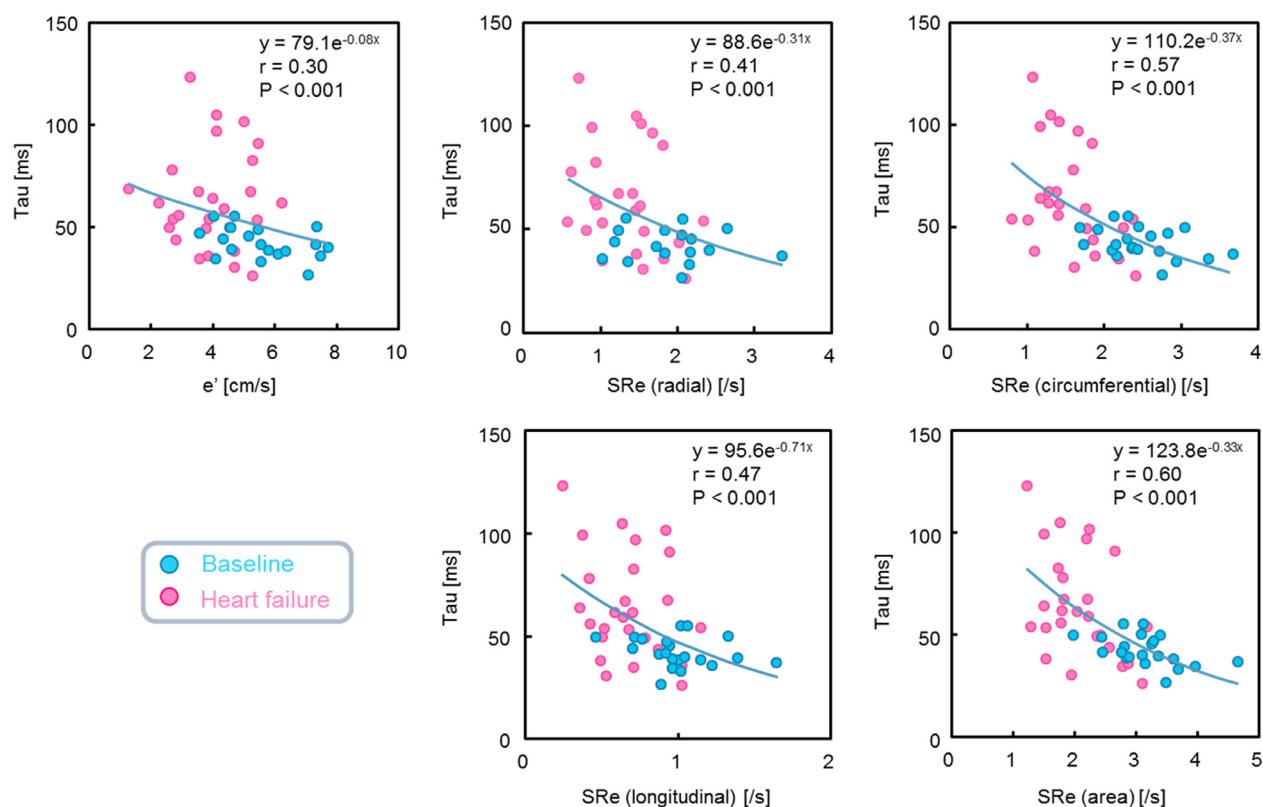 150
100
50
0
Tau [ms]
y = 79.1e^-0.08x
r = 0.30
P < 0.001
0 2 4 6 8 10
e' [cm/s]
150
100
50
0
Tau [ms]
y = 88.6e^-0.31x
r = 0.41
P < 0.001
0 1 2 3 4
SRe (radial) [/s]
150
100
50
0
Tau [ms]
y = 110.2e^-0.37x
r = 0.57
P < 0.001
0 1 2 3 4
SRe (circumferential) [/s]
Baseline
Heart failure
150
100
50
0
Tau [ms]
y = 95.6e^-0.71x
r = 0.47
P < 0.001
0 1 2
SRe (longitudinal) [/s]
150
100
50
0
Tau [ms]
y = 123.8e^-0.33x
r = 0.60
P < 0.001
0 1 2 3 4 5
SRe (area) [/s]